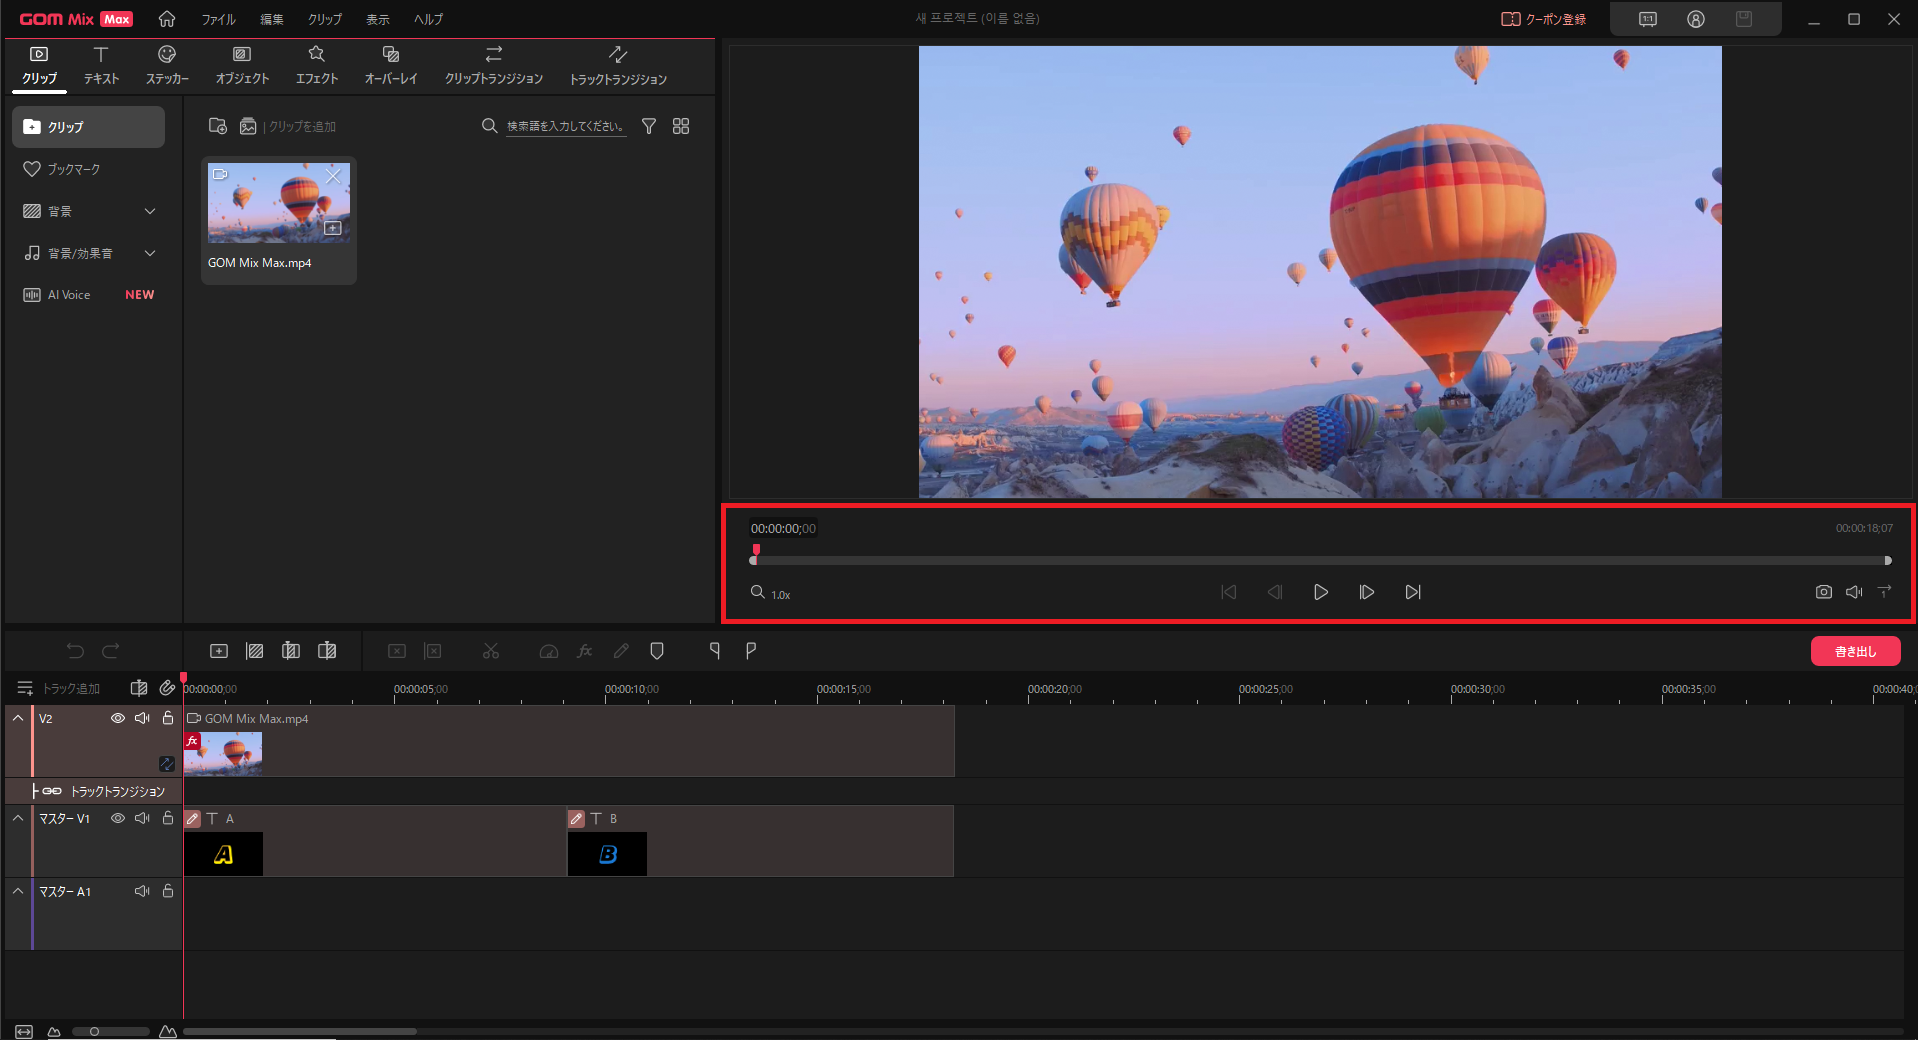 GOM Mix Max
ファイル 編集 クリップ 表示 ヘルプ
새 프로젝트 (이름 없음)
クーポン登録
1:1
クリップ テキスト ステッカー オブジェクト エフェクト オーバーレイ クリップトランジション トラックトランジション
クリップ
ブックマーク
背景
背景/効果音
AI Voice NEW
| クリップを追加
検索語を入力してください。
GOM Mix Max.mp4
00:00:00;00
00:00:18;07
1.0x
1
fx
書き出し
トラック追加
00:00:00;00 00:00:05;00 00:00:10;00 00:00:15;00 00:00:20;00 00:00:25;00 00:00:30;00 00:00:35;00 00:00:40;0
V2
GOM Mix Max.mp4
fx
トラックトランジション
マスター V1
T A
T B
A
B
マスター A1